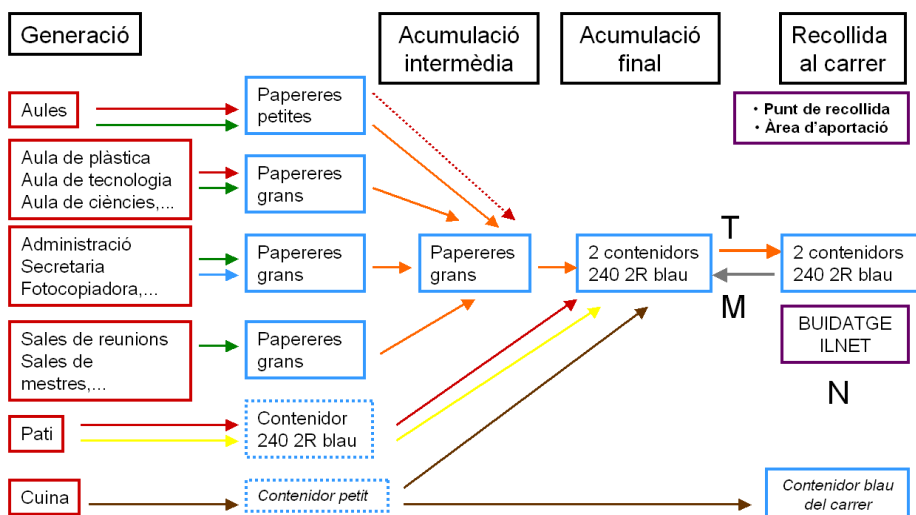 Generació
Acumulació
intermèdia
Acumulació
final
Recollida
al carrer
Aules
Papereres
petites
• Punt de recollida
• Àrea d'aportació
Aula de plàstica
Aula de tecnologia
Aula de ciències,...
Papereres
grans
Administració
Secretaria
Fotocopiadora,...
Papereres
grans
Papereres
grans
2 contenidors
240 2R blau
T
M
2 contenidors
240 2R blau
Sales de reunions
Sales de
mestres,...
Papereres
grans
BUIDATGE
ILNET
N
Pati
Contenidor
240 2R blau
Cuina
Contenidor petit
Contenidor blau
del carrer